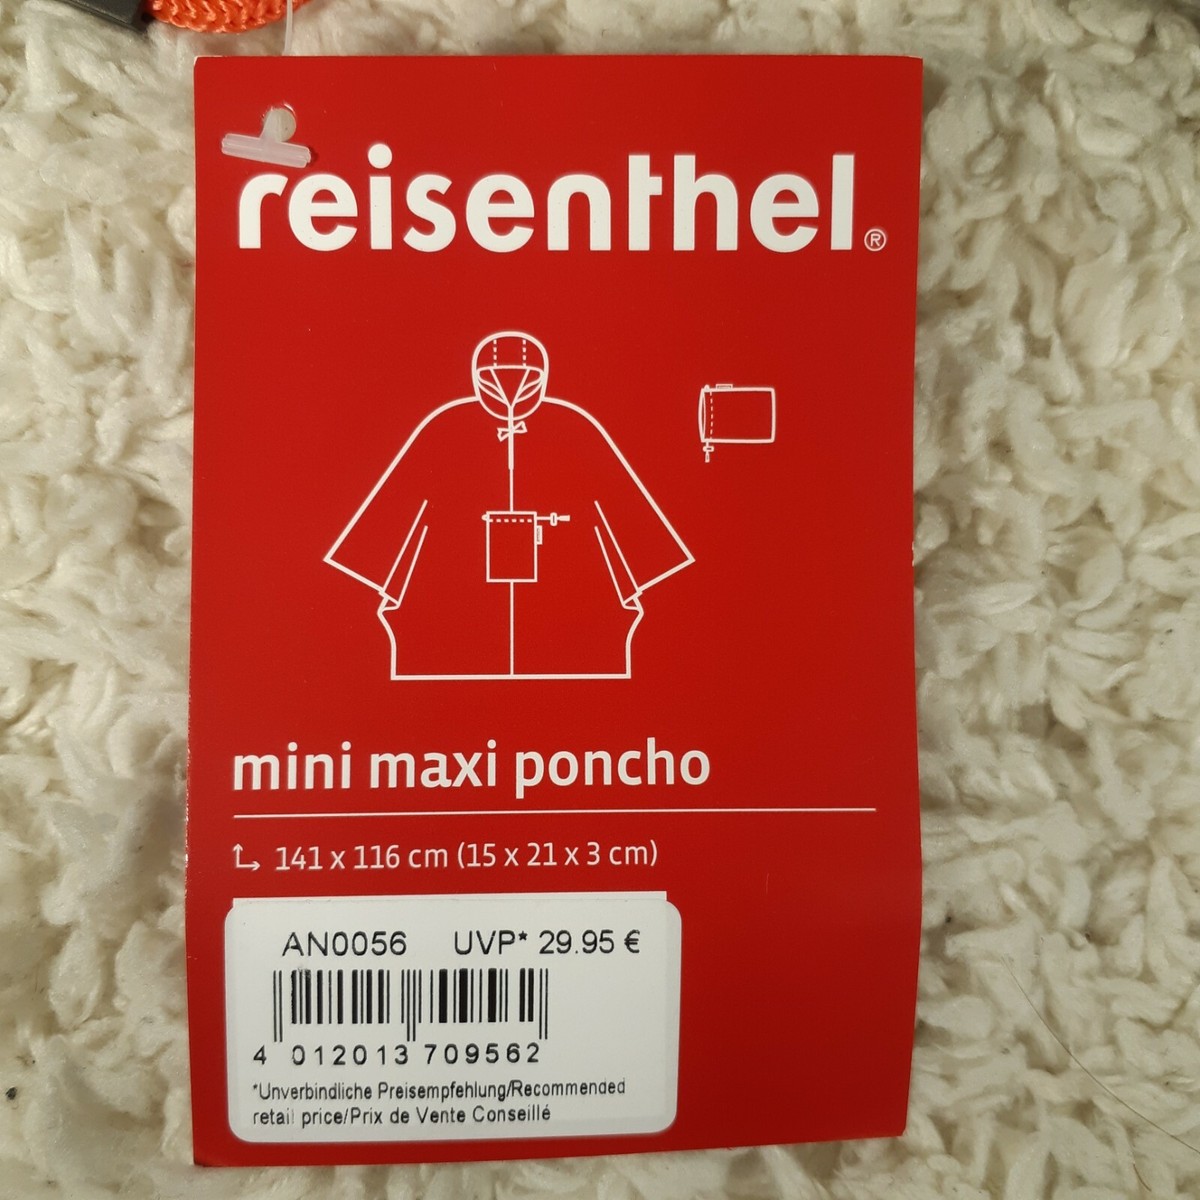 reisenthel®
mini maxi poncho
141 x 116 cm (15 x 21 x 3 cm)
AN0056 UVP* 29.95 €
4 012013 709562
*Unverbindliche Preisempfehlung/Recommended
retail price/Prix de Vente Conseillé